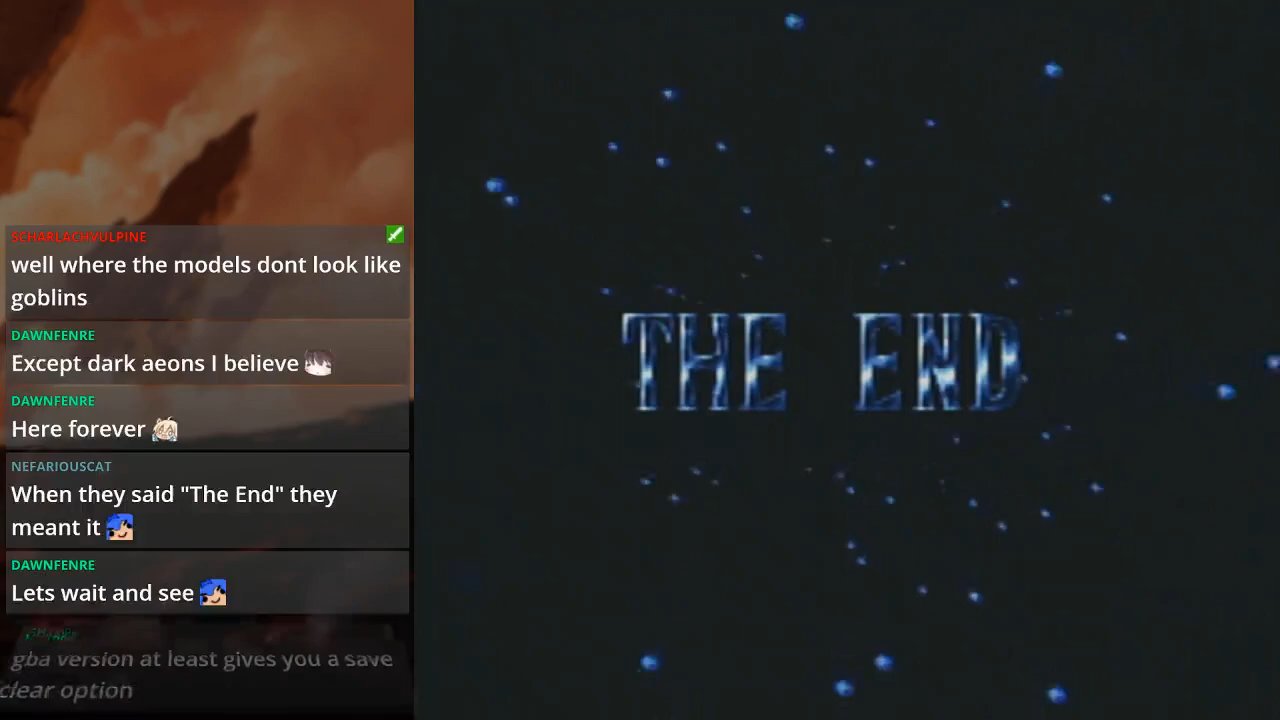 SCHARLACHVULPINE
well where the models dont look like
goblins
DAWNFENRE
Except dark aeons I believe
DAWNFENRE
Here forever
NEFARIOUSCAT
When they said "The End" they
meant it
DAWNFENRE
Lets wait and see
gba version at least gives you a save
clear option
THE END